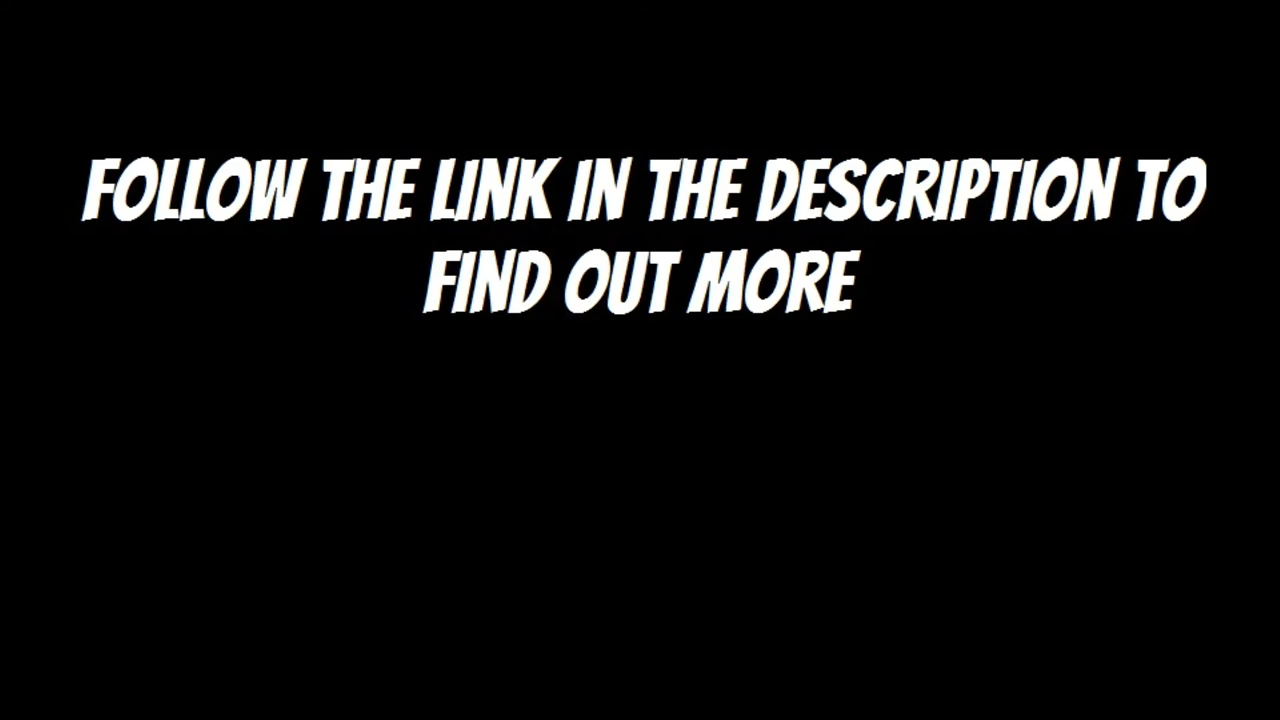 FOLLOW THE LINK IN THE DESCRIPTION TO
FIND OUT MORE